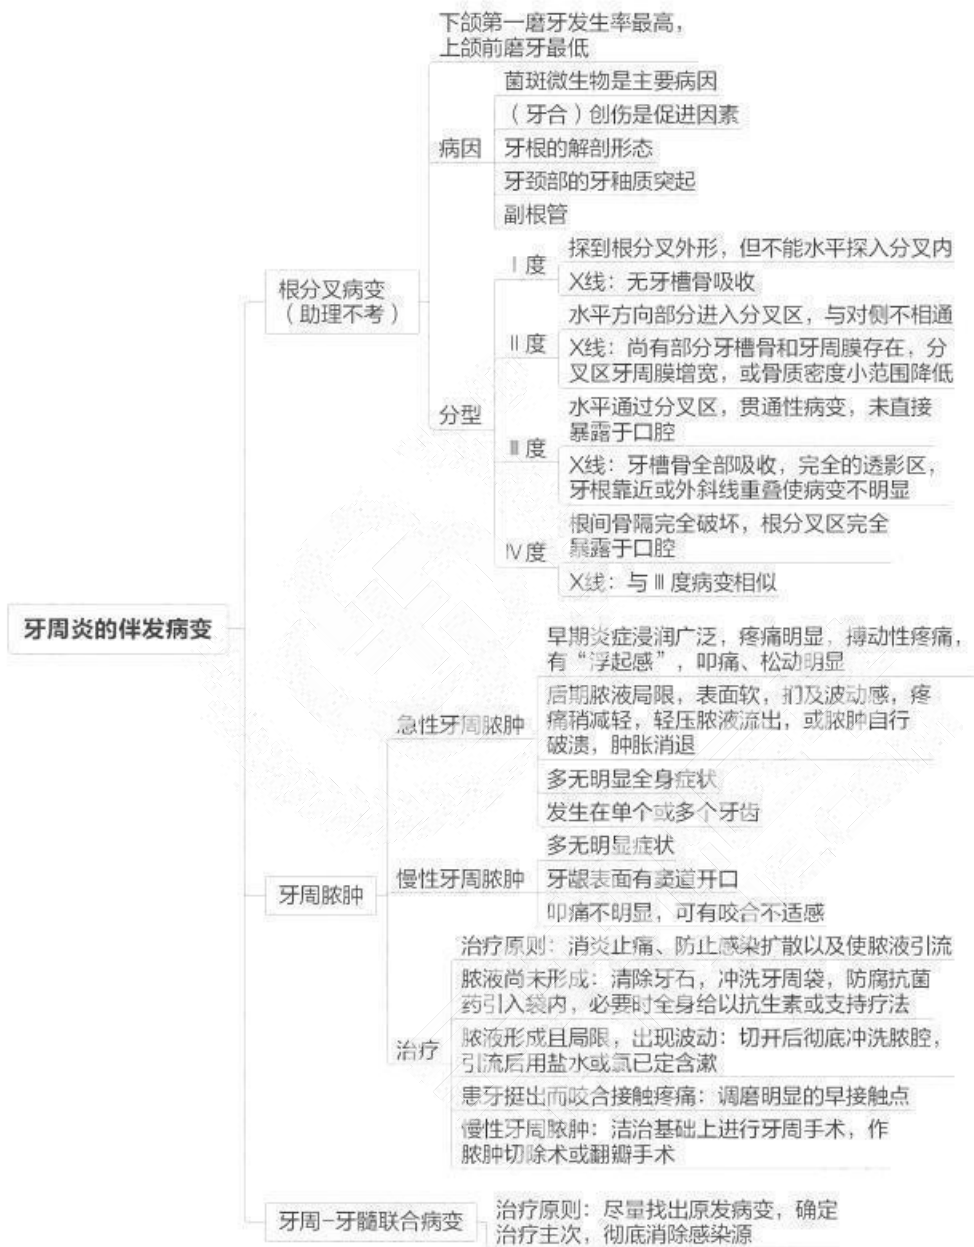 牙周炎的伴发病变
根分叉病变
（助理不考）
下颌第一磨牙发生率最高，
上颌前磨牙最低
病因
菌斑微生物是主要病因
（牙合）创伤是促进因素
牙根的解剖形态
牙颈部的牙釉质突起
副根管
分型
Ⅰ度
探到根分叉外形，但不能水平探入分叉内
X线：无牙槽骨吸收
Ⅱ度
水平方向部分进入分叉区，与对侧不相通
X线：尚有部分牙槽骨和牙周膜存在，分
叉区牙周膜增宽，或骨质密度小范围降低
Ⅲ度
水平通过分叉区，贯通性病变，未直接
暴露于口腔
X线：牙槽骨全部吸收，完全的透影区，
牙根靠近或外斜线重叠使病变不明显
Ⅳ度
根间骨隔完全破坏，根分叉区完全
暴露于口腔
X线：与Ⅲ度病变相似
牙周脓肿
急性牙周脓肿
早期炎症浸润广泛，疼痛明显，搏动性疼痛，
有“浮起感”，叩痛、松动明显
后期脓液局限，表面软，扪及波动感，疼
痛稍减轻，轻压脓液流出，或脓肿自行
破溃，肿胀消退
多无明显全身症状
发生在单个或多个牙齿
慢性牙周脓肿
多无明显症状
牙龈表面有窦道开口
叩痛不明显，可有咬合不适感
治疗
治疗原则：消炎止痛、防止感染扩散以及使脓液引流
脓液尚未形成：清除牙石，冲洗牙周袋，防腐抗菌
药引入袋内，必要时全身给以抗生素或支持疗法
脓液形成且局限，出现波动：切开后彻底冲洗脓腔，
引流后用盐水或氯已定含漱
患牙挺出而咬合接触疼痛：调磨明显的早接触点
慢性牙周脓肿：洁治基础上进行牙周手术，作
脓肿切除术或翻瓣手术
牙周-牙髓联合病变
治疗原则：尽量找出原发病变，确定
治疗主次，彻底消除感染源